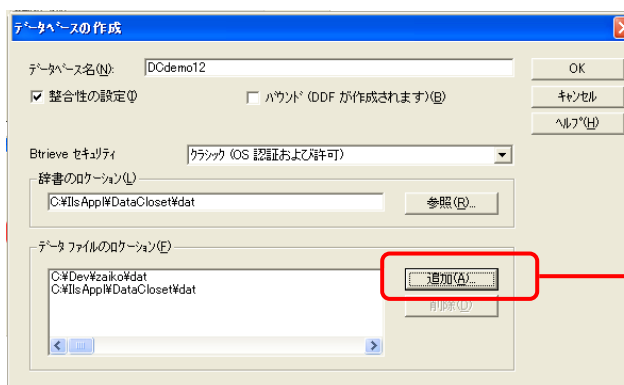 データベースの作成
データベース名(N): DCdemo12
OK
整合性の設定(I) バウンド (DDF が作成されます)(B)
キャンセル
ヘルプ(H)
Btrieve セキュリティ クラシック (OS 認証および許可)
辞書のロケーション(L)
C:¥IlsAppl¥DataCloset¥dat 参照(R)...
データ ファイルのロケーション(F)
C:¥Dev¥zaiko¥dat 追加(A)...
C:¥IlsAppl¥DataCloset¥dat
削除(D)